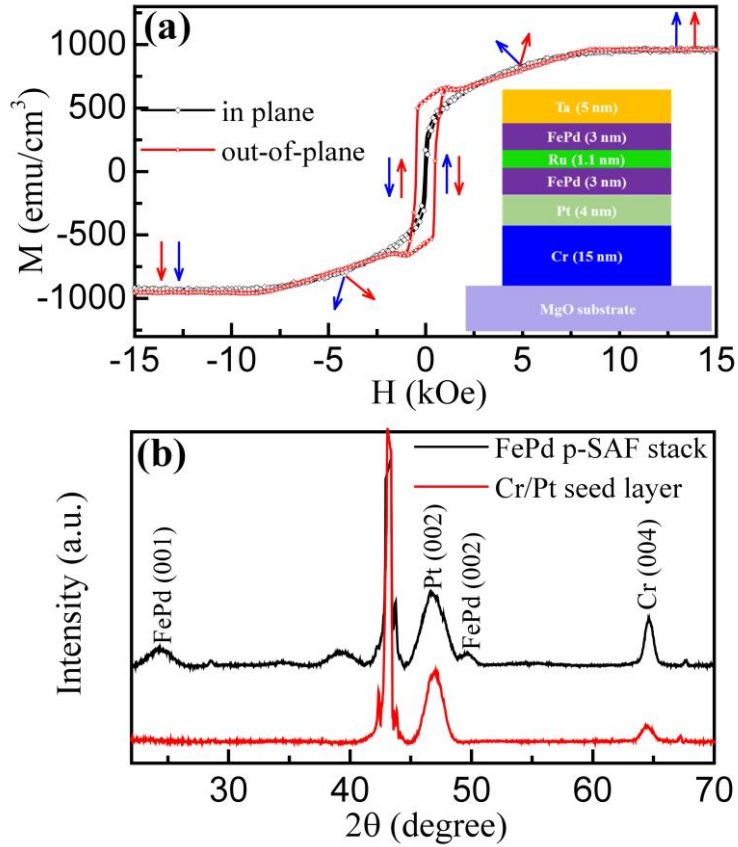 (a)
1000
500
0
-500
-1000
M (emu/cm³)
in plane
out-of-plane
Ta (5 nm)
FePd (3 nm)
Ru (1.1 nm)
FePd (3 nm)
Pt (4 nm)
Cr (15 nm)
MgO substrate
-15 -10 -5 0 5 10 15
H (kOe)
(b)
FePd p-SAF stack
Cr/Pt seed layer
FePd (001)
Pt (002)
FePd (002)
Cr (004)
Intensity (a.u.)
30 40 50 60 70
2θ (degree)